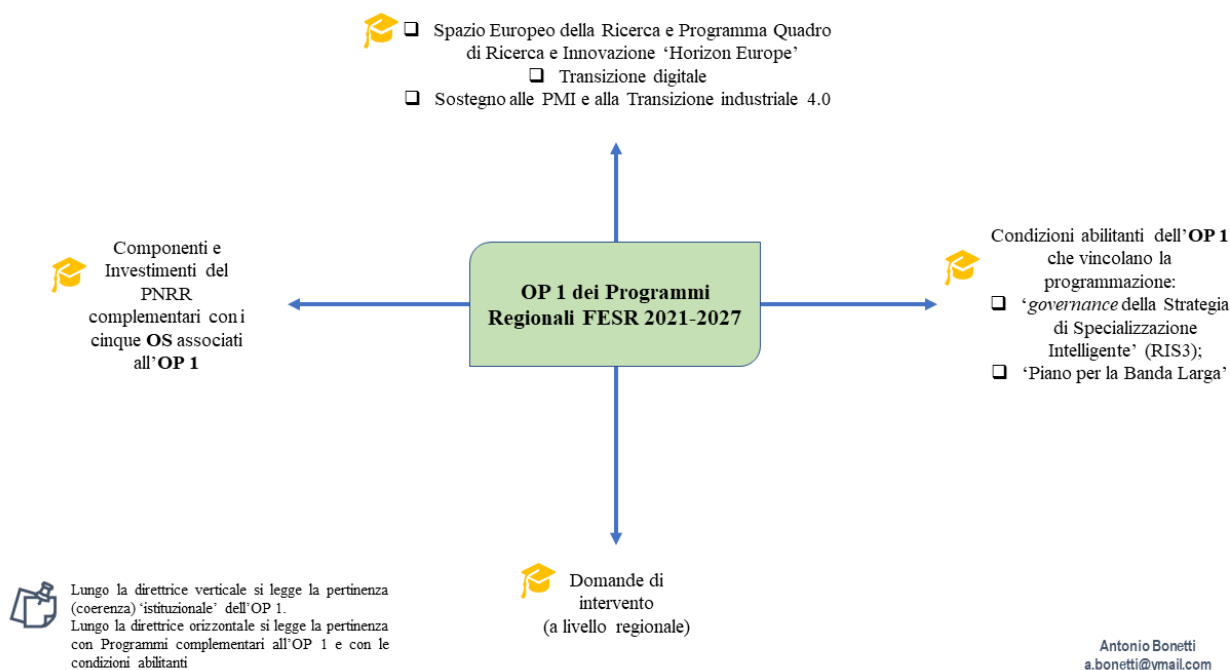 ❑ Spazio Europeo della Ricerca e Programma Quadro
di Ricerca e Innovazione ‘Horizon Europe’
❑ Transizione digitale
❑ Sostegno alle PMI e alla Transizione industriale 4.0
Componenti e
Investimenti del
PNRR
complementari con i
cinque OS associati
all’OP 1
OP 1 dei Programmi
Regionali FESR 2021-2027
Condizioni abilitanti dell’OP 1
che vincolano la
programmazione:
❑ ‘governance della Strategia
di Specializzazione
Intelligente’ (RIS3);
❑ ‘Piano per la Banda Larga’
Domande di
intervento
(a livello regionale)
Lungo la direttrice verticale si legge la pertinenza
(coerenza) ‘istituzionale’ dell’OP 1.
Lungo la direttrice orizzontale si legge la pertinenza
con Programmi complementari all’OP 1 e con le
condizioni abilitanti
Antonio Bonetti
a.bonetti@ymail.com